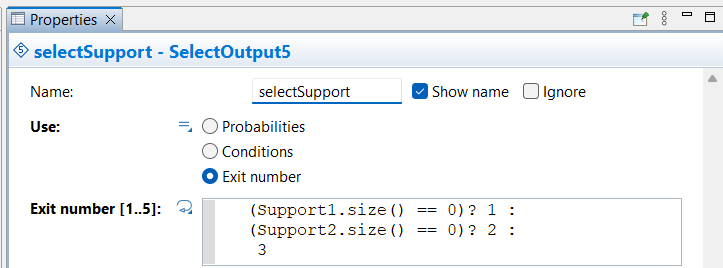 Properties
selectSupport - SelectOutput5
Name: selectSupport Show name Ignore
Use: Probabilities
Conditions
Exit number
Exit number [1..5]: (Support1.size() == 0)? 1 :
(Support2.size() == 0)? 2 :
3